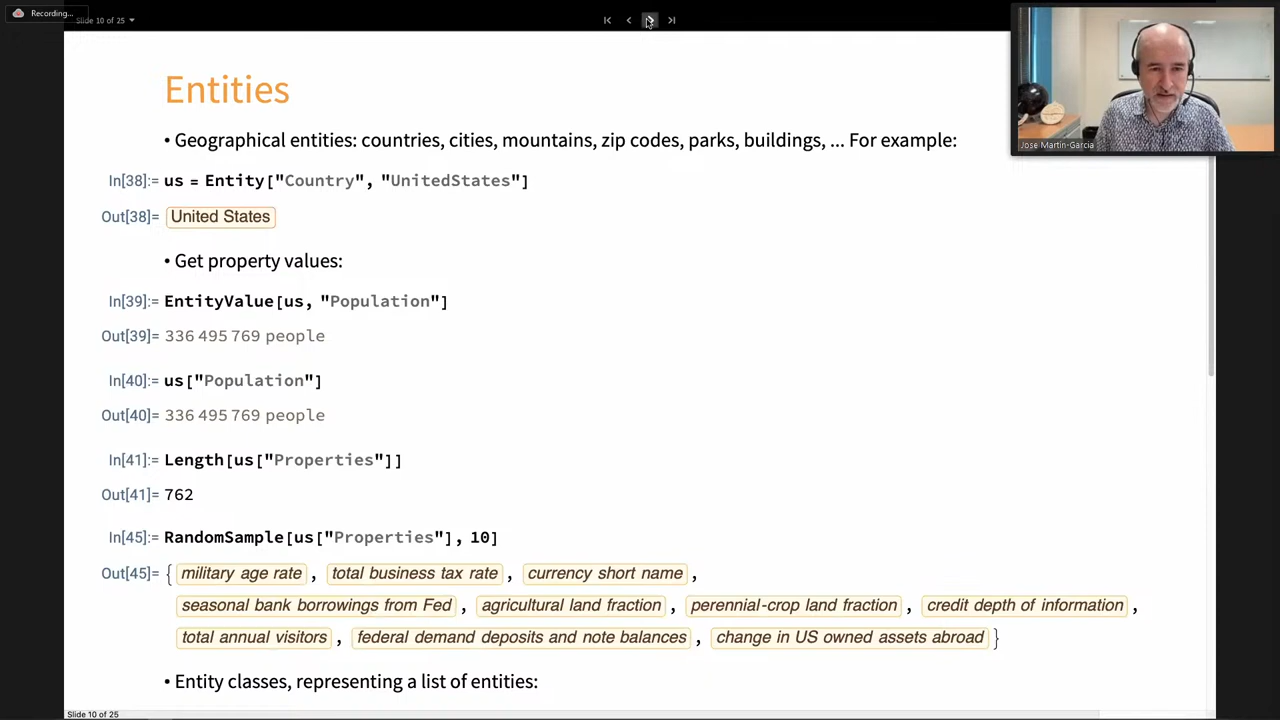 Recording...
Slide 10 of 25
Jose Martin-Garcia
Entities
• Geographical entities: countries, cities, mountains, zip codes, parks, buildings, ... For example:
In[38]:= us = Entity["Country", "UnitedStates"]
Out[38]= United States
• Get property values:
In[39]:= EntityValue[us, "Population"]
Out[39]= 336 495 769 people
In[40]:= us["Population"]
Out[40]= 336 495 769 people
In[41]:= Length[us["Properties"]]
Out[41]= 762
In[45]:= RandomSample[us["Properties"], 10]
Out[45]= { military age rate , total business tax rate , currency short name ,
seasonal bank borrowings from Fed , agricultural land fraction , perennial-crop land fraction , credit depth of information ,
total annual visitors , federal demand deposits and note balances , change in US owned assets abroad }
• Entity classes, representing a list of entities:
Slide 10 of 25